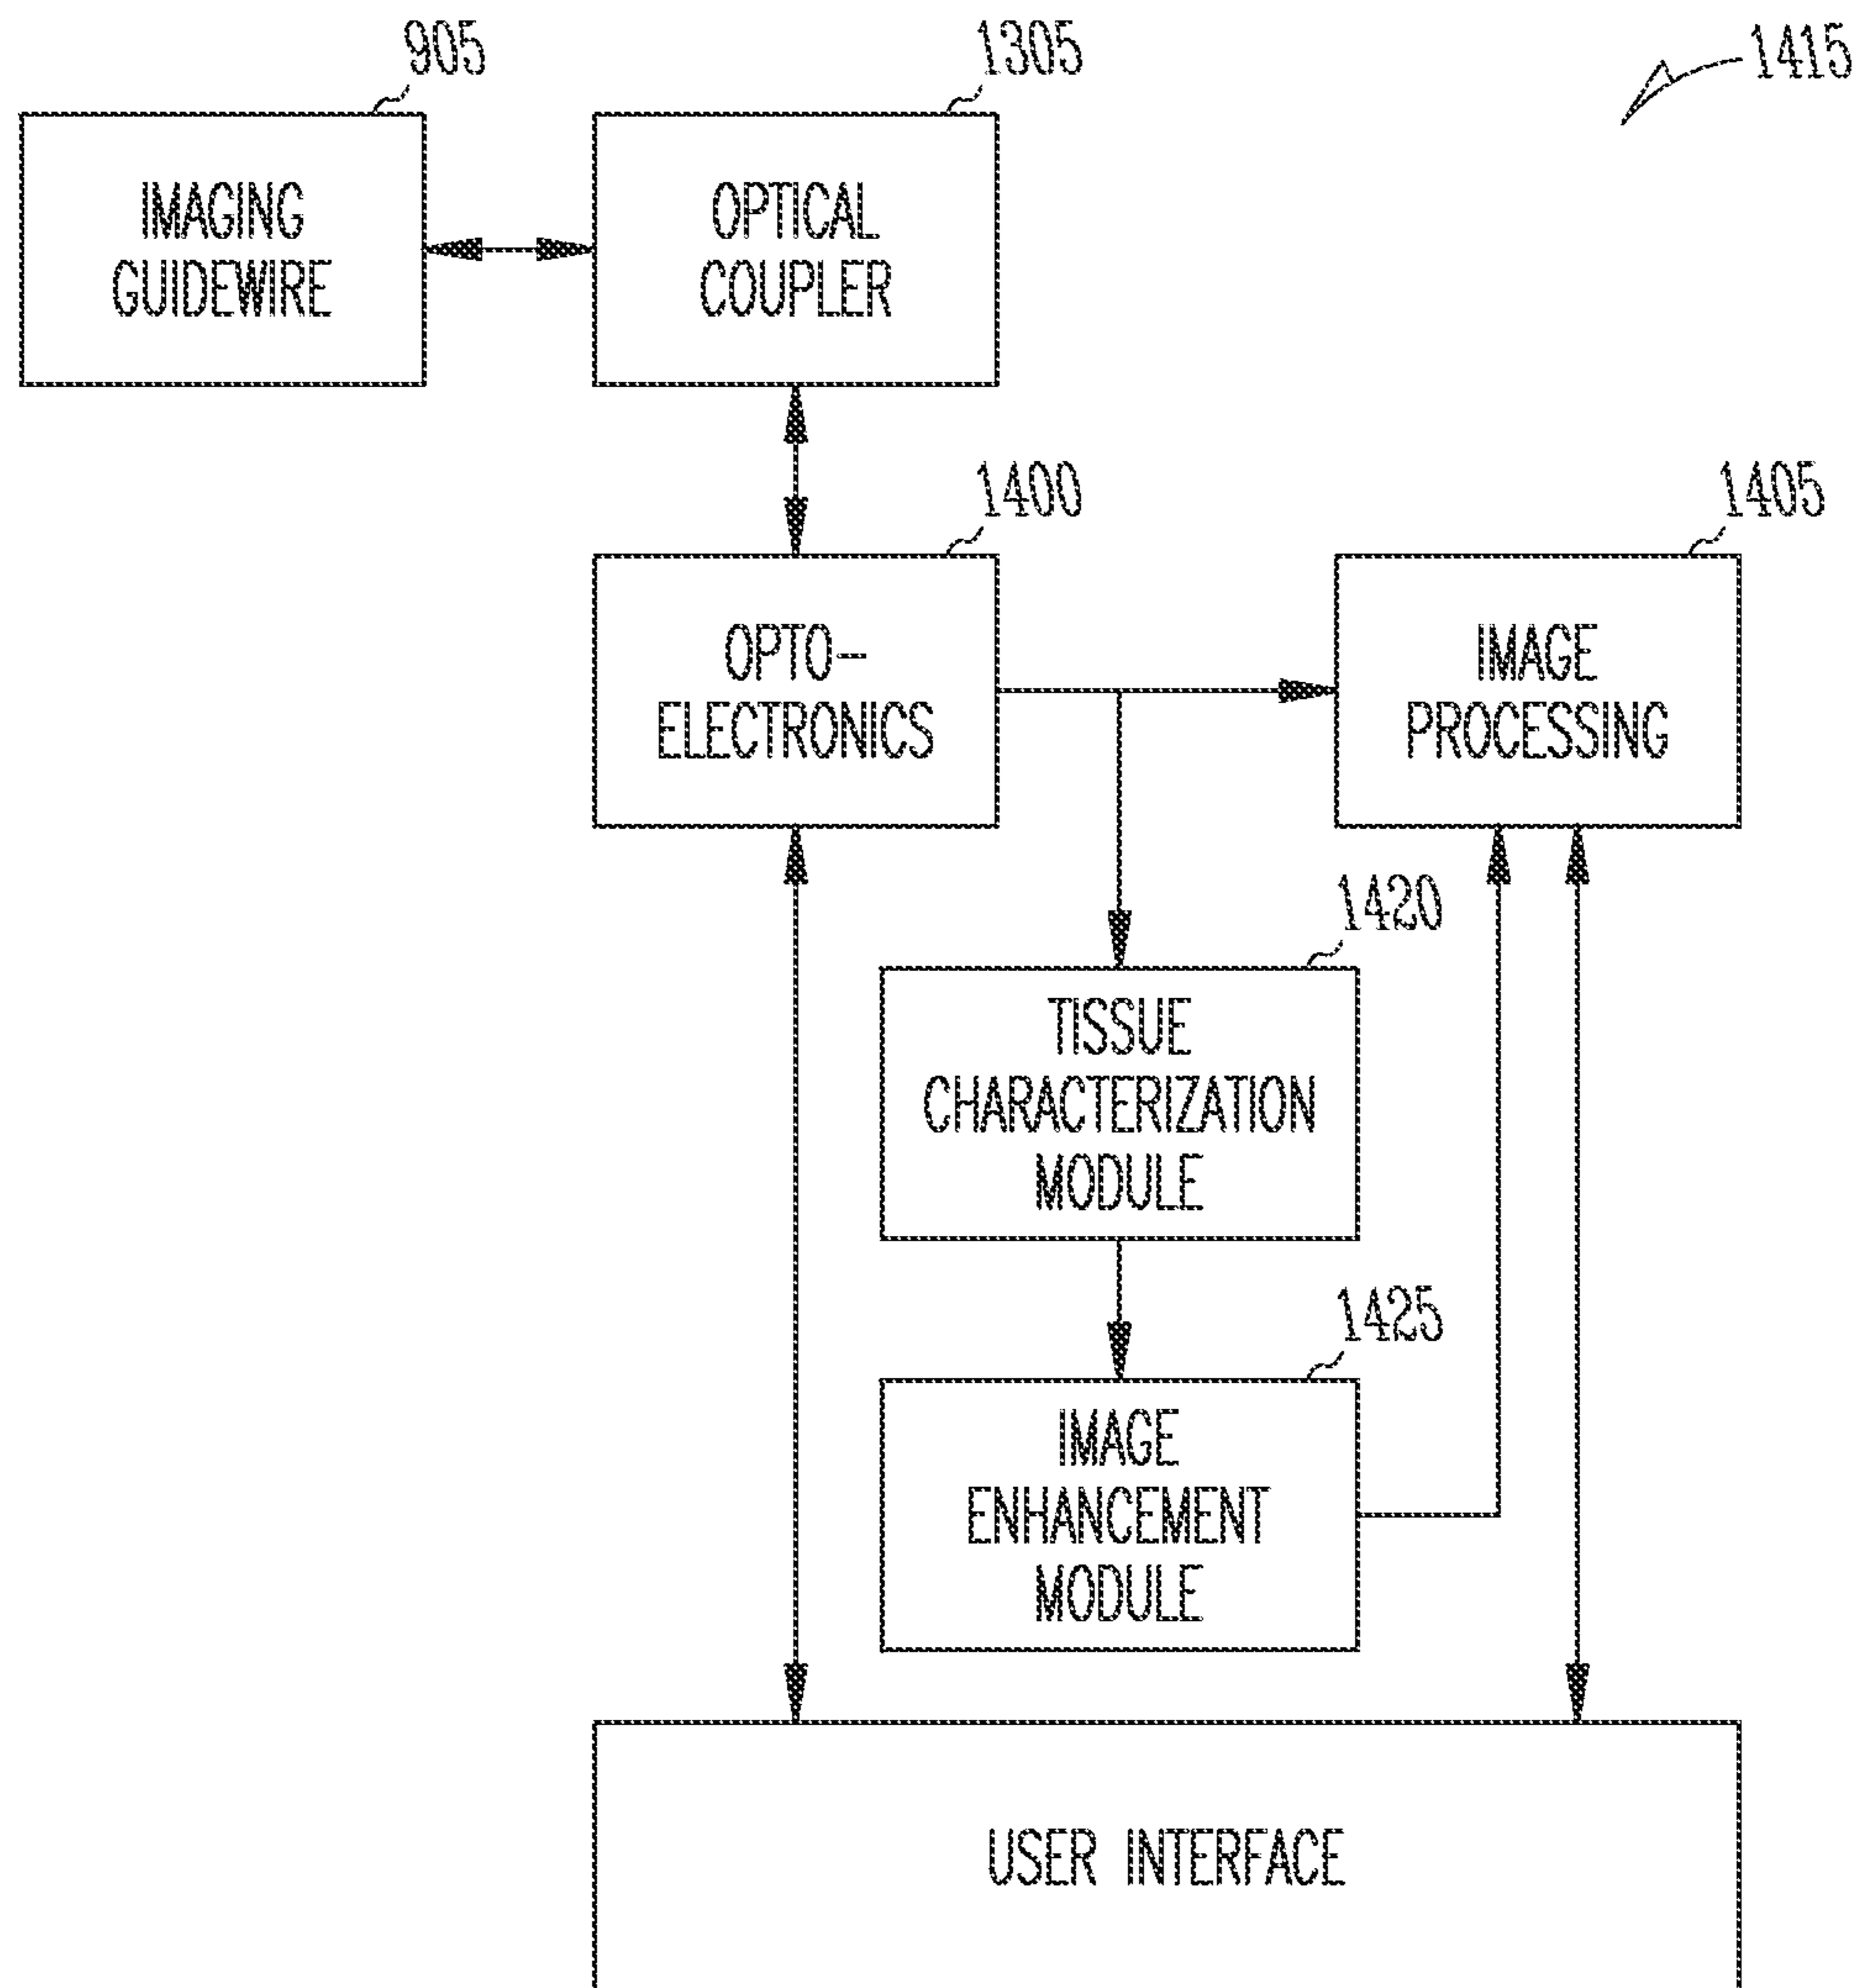 905
1305
1415
IMAGING
GUIDEWIRE
OPTICAL
COUPLER
1400
1405
OPTO-
ELECTRONICS
IMAGE
PROCESSING
1420
TISSUE
CHARACTERIZATION
MODULE
1425
IMAGE
ENHANCEMENT
MODULE
USER INTERFACE